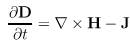 ∂𝐃/∂t = ∇ × 𝐇 − 𝐉